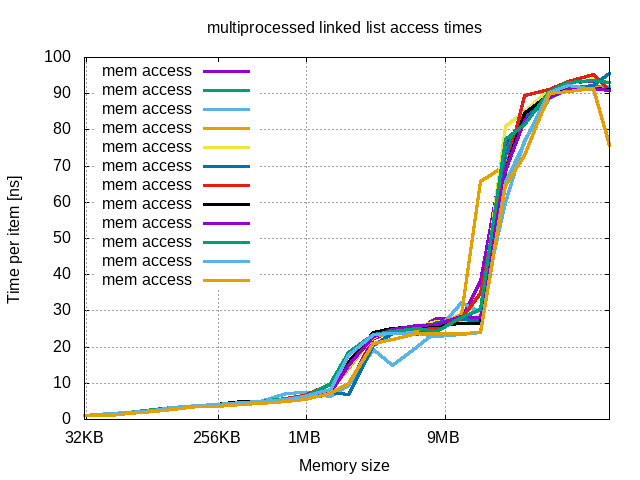 multiprocessed linked list access times
100
90
80
70
60
50
40
30
20
10
0
Time per item [ns]
mem access
mem access
mem access
mem access
mem access
mem access
mem access
mem access
mem access
mem access
mem access
mem access
32KB 256KB 1MB 9MB
Memory size